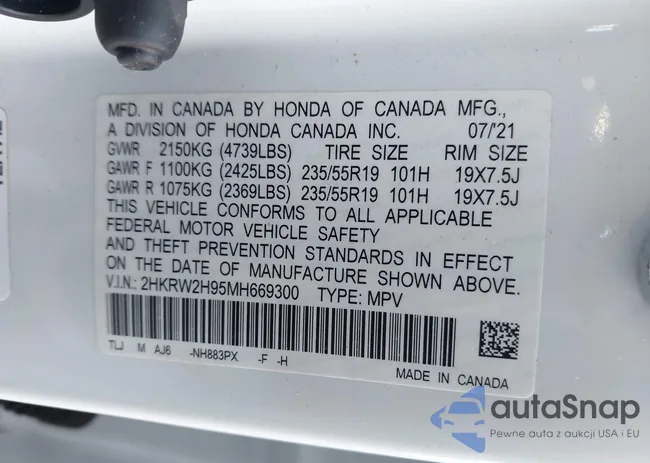 MFD. IN CANADA BY HONDA OF CANADA MFG.,
A DIVISION OF HONDA CANADA INC. 07/'21
GVWR 2150KG (4739LBS) TIRE SIZE RIM SIZE
GAWR F 1100KG (2425LBS) 235/55R19 101H 19X7.5J
GAWR R 1075KG (2369LBS) 235/55R19 101H 19X7.5J
THIS VEHICLE CONFORMS TO ALL APPLICABLE
FEDERAL MOTOR VEHICLE SAFETY
AND THEFT PREVENTION STANDARDS IN EFFECT
ON THE DATE OF MANUFACTURE SHOWN ABOVE.
V.I.N.: 2HKRW2H95MH669300 TYPE: MPV
TLJ M AJ6 -NH883PX -F -H
MADE IN CANADA
autaSnap
Pewne auta z aukcji USA i EU